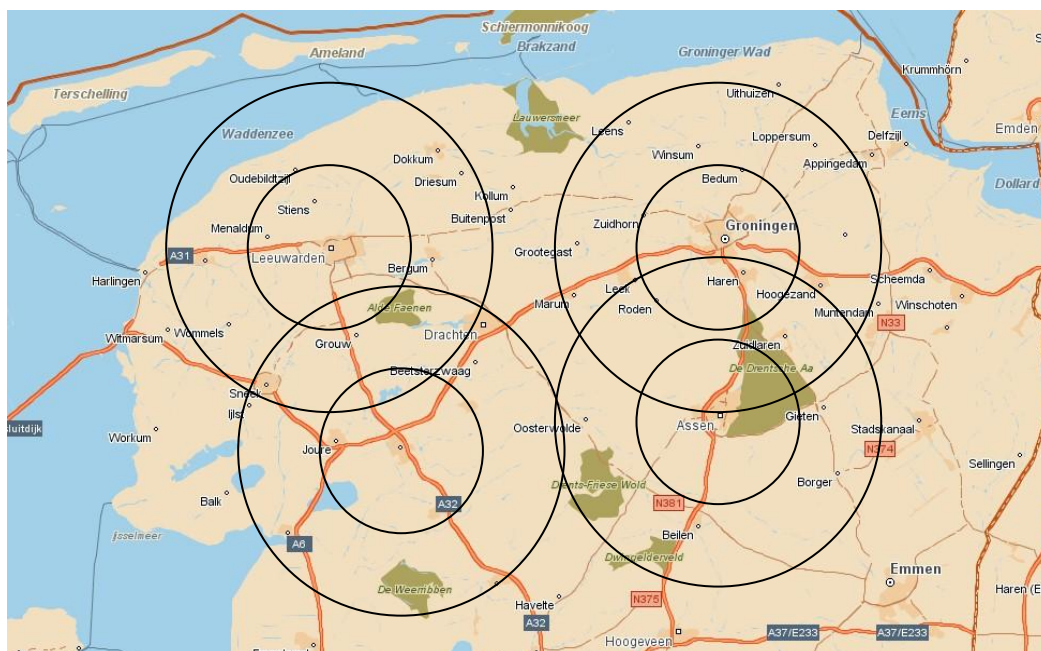 Schiermonnikoog
Ameland
Brakzand
Groninger Wad
Krummhörn
Terschelling
Uithuizen
Eems
Lauwersmeer
Waddenzee
Leens
Loppersum
Delfzijl
Emden
Dokkum
Winsum
Appingedam
Oudebildtzijl
Driesum
Bedum
Dollard
Kollum
Stiens
Buitenpost
Zuidhorn
Menaldum
Groningen
A31
Leeuwarden
Grootegast
Harlingen
Bergum
Haren
Scheemda
Leek
Hoogezand
Alde Faenen
Marum
Roden
Winschoten
Muntendam
N33
Witmarsum
Wommels
Grouw
Drachten
Zuidlaren
Beetsterzwaag
De Drentsche Aa
Sneek
Ijlst
Gieten
sluitdijk
Workum
Oosterwolde
Assen
Stadskanaal
Joure
N374
Sellingen
Balk
Drents-Friese Wold
Borger
A32
N381
Ijsselmeer
A6
Beilen
Dwingelderveld
Emmen
De Weerribben
Haren (E
Havelte
N375
A32
Hoogeveen
A37/E233
A37/E233